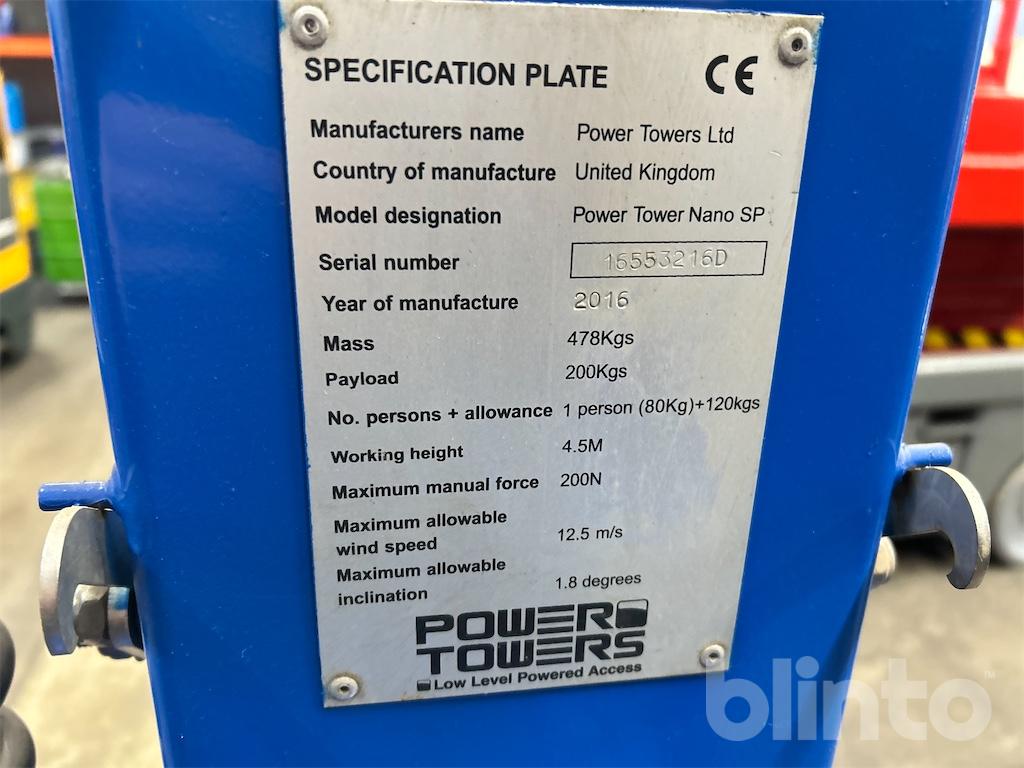 SPECIFICATION PLATE CE
Manufacturers name Power Towers Ltd
Country of manufacture United Kingdom
Model designation Power Tower Nano SP
Serial number 16553216D
Year of manufacture 2016
Mass 478Kgs
Payload 200Kgs
No. persons + allowance 1 person (80Kg)+120kgs
Working height 4.5M
Maximum manual force 200N
Maximum allowable
wind speed 12.5 m/s
Maximum allowable
inclination 1.8 degrees
POWER
TOWERS
Low Level Powered Access
blinto™